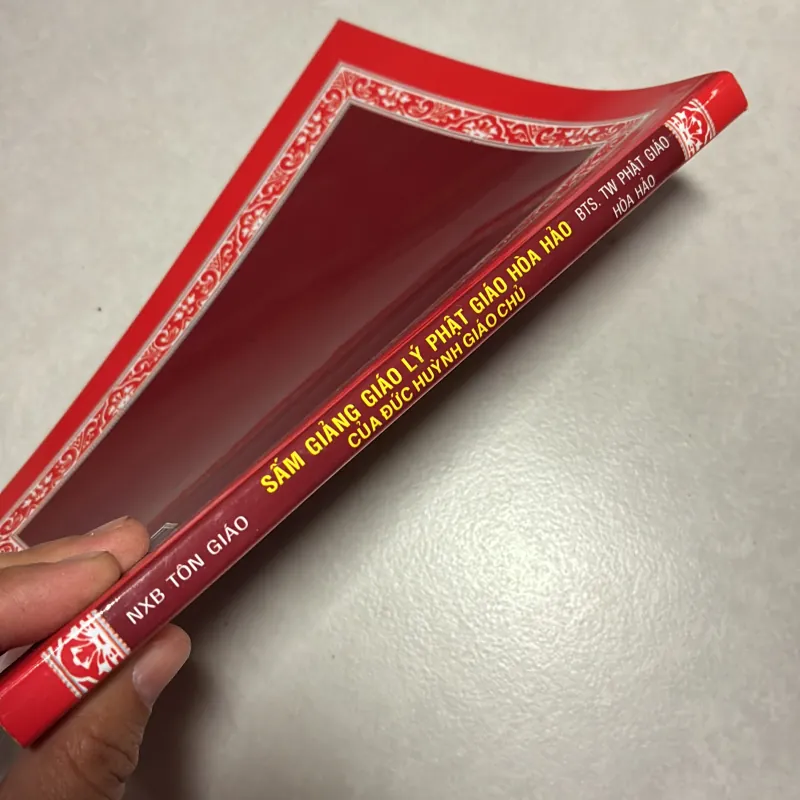 NXB TÔN GIÁO
SẤM GIẢNG GIÁO LÝ PHẬT GIÁO HÒA HẢO
CỦA ĐỨC HUỲNH GIÁO CHỦ
BTS. TW PHẬT GIÁO
HÒA HẢO